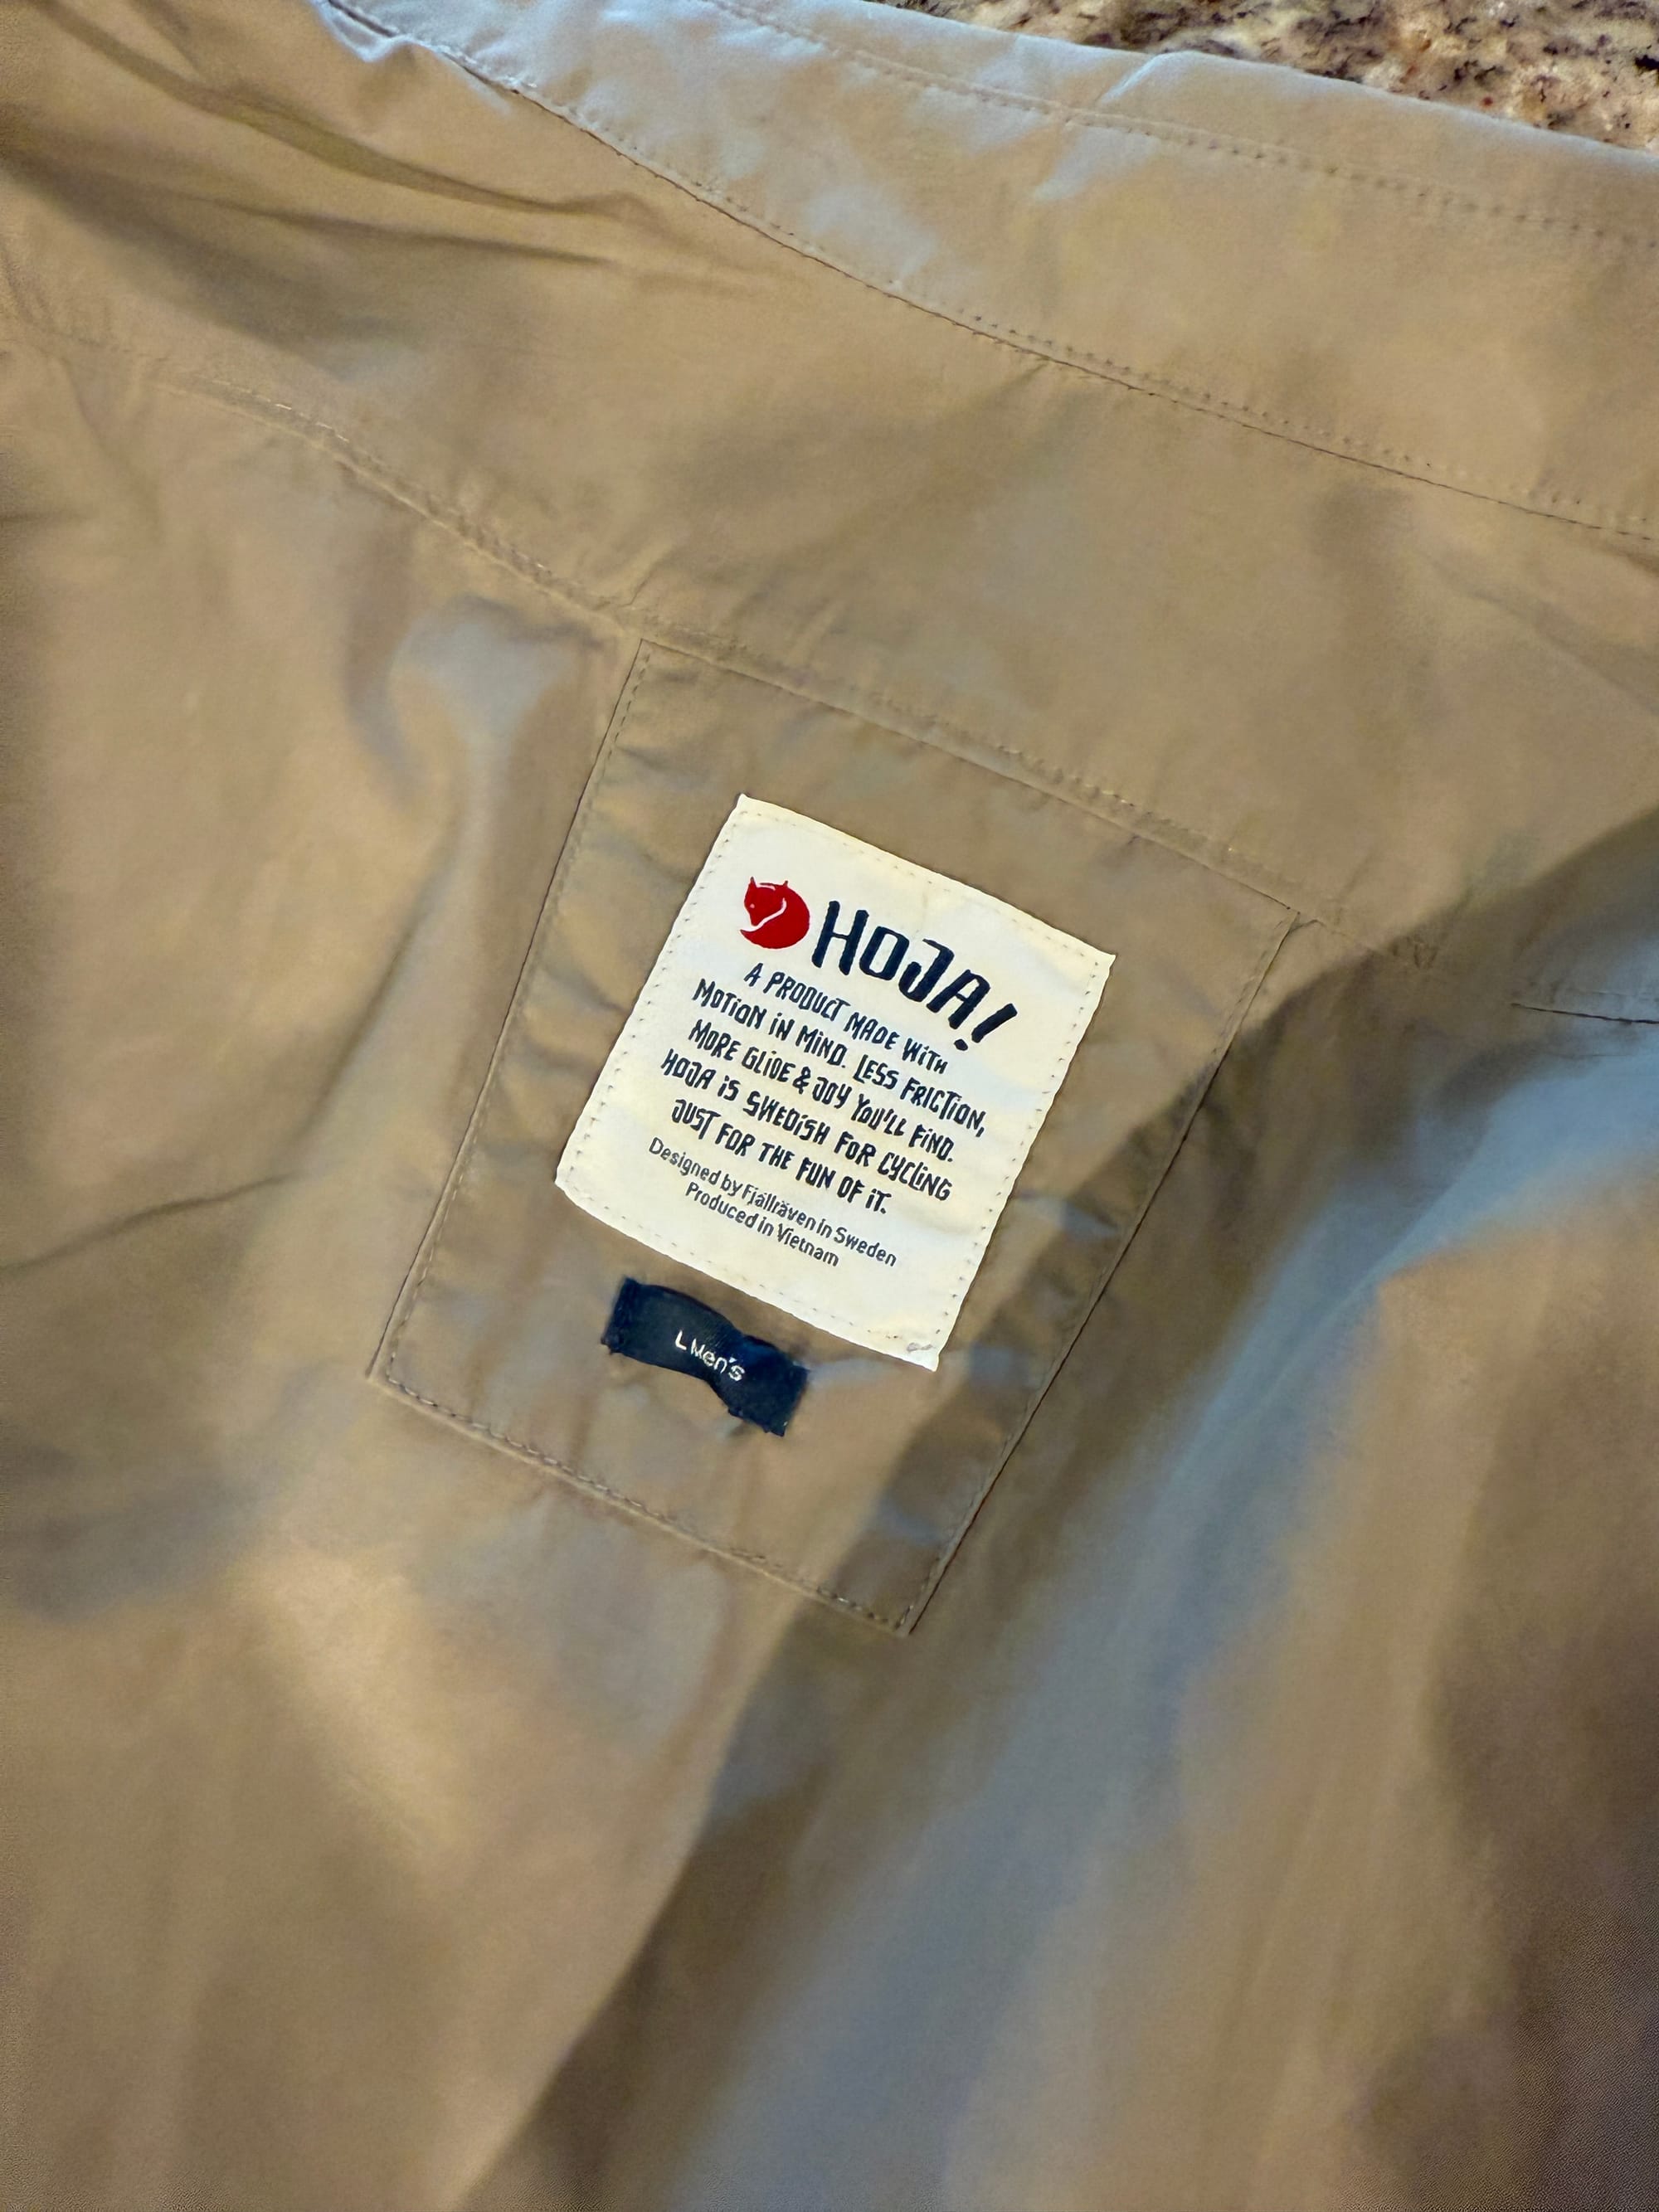 HOJA!
A PRODUCT MADE WITH
MOTION IN MIND. LESS FRICTION,
MORE GLIDE & JOY YOU'LL FIND.
HOJA IS SWEDISH FOR CYCLING
JUST FOR THE FUN OF IT.
Designed by Fjällräven in Sweden
Produced in Vietnam
L Men's